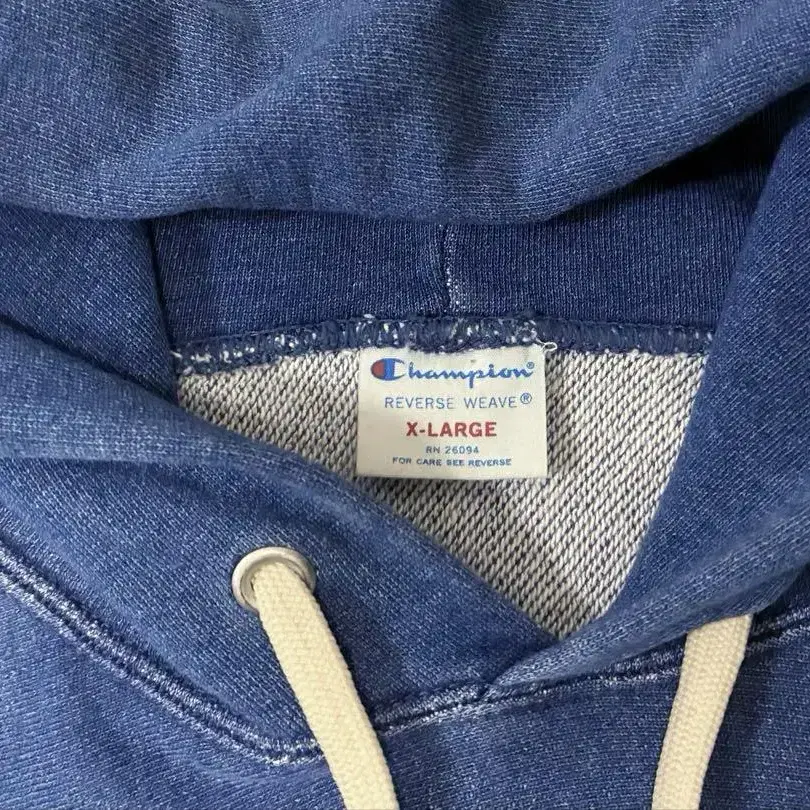 Champion®
REVERSE WEAVE®
X-LARGE
RN 26094
FOR CARE SEE REVERSE